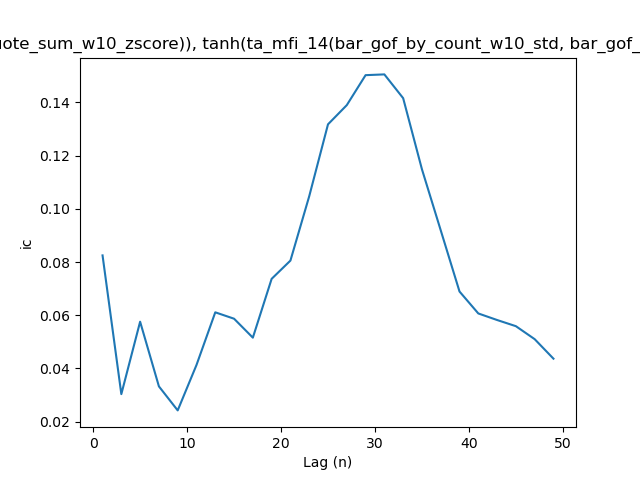 uote_sum_w10_zscore)), tanh(ta_mfi_14(bar_gof_by_count_w10_std, bar_gof_
0.14
0.12
0.10
0.08
0.06
0.04
0.02
ic
0 10 20 30 40 50
Lag (n)